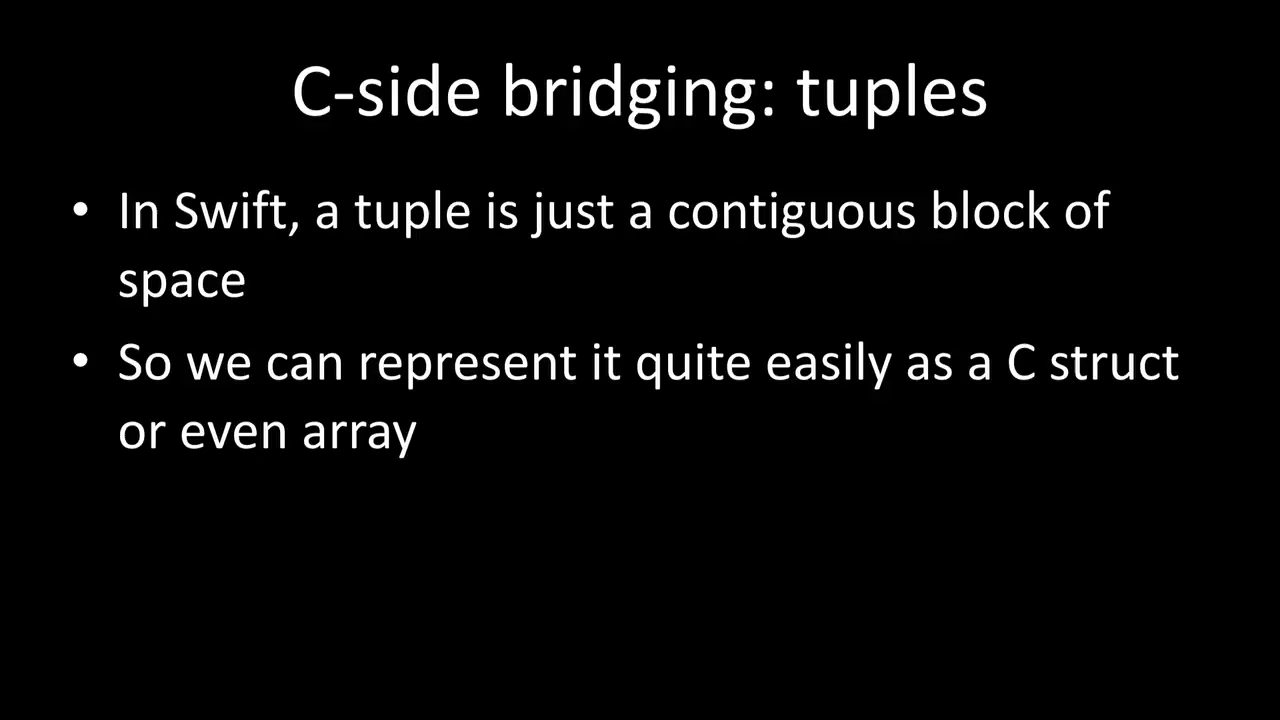 C-side bridging: tuples
• In Swift, a tuple is just a contiguous block of
space
• So we can represent it quite easily as a C struct
or even array